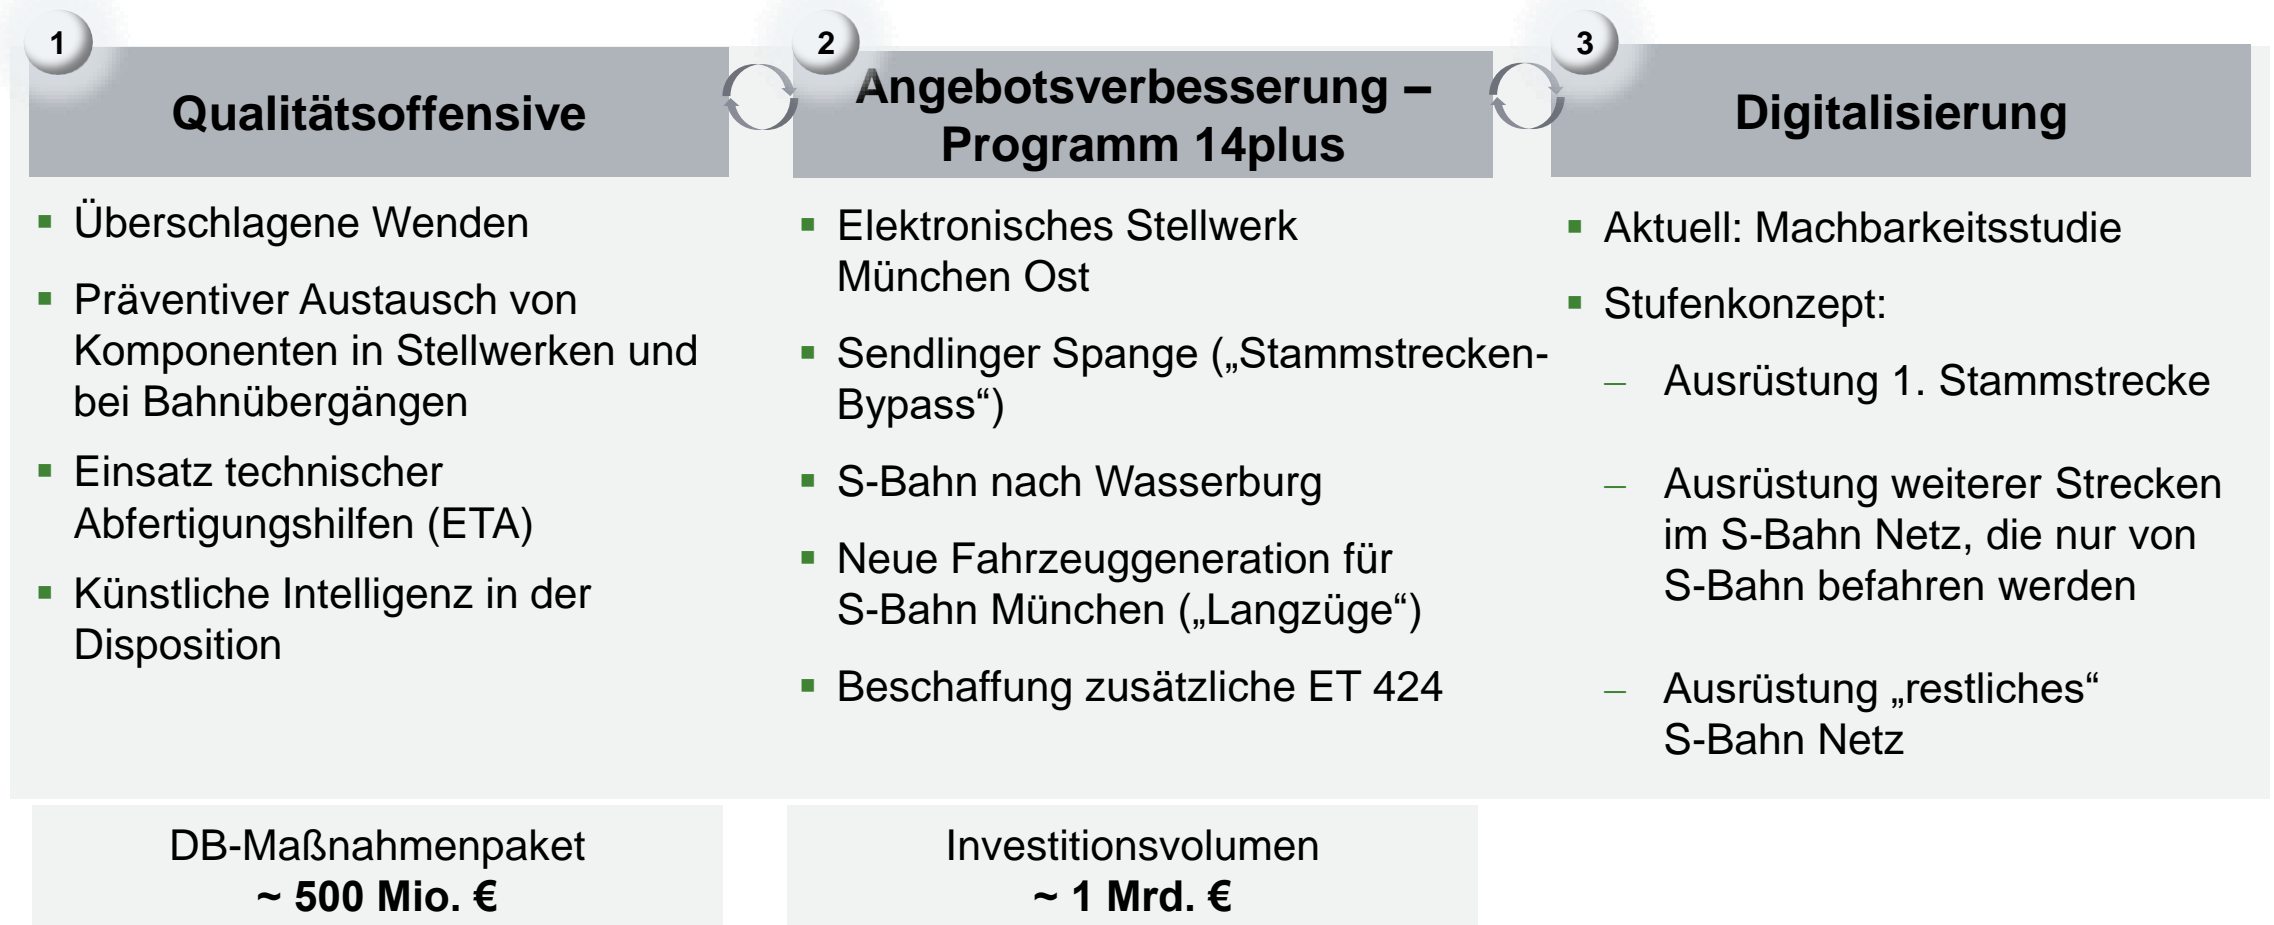 1
Qualitätsoffensive
Überschlagene Wenden
Präventiver Austausch von
Komponenten in Stellwerken und
bei Bahnübergängen
Einsatz technischer
Abfertigungshilfen (ETA)
Künstliche Intelligenz in der
Disposition
DB-Maßnahmenpaket
~ 500 Mio. €
2
Angebotsverbesserung –
Programm 14plus
Elektronisches Stellwerk
München Ost
Sendlinger Spange („Stammstrecken-
Bypass“)
S-Bahn nach Wasserburg
Neue Fahrzeuggeneration für
S-Bahn München („Langzüge“)
Beschaffung zusätzliche ET 424
Investitionsvolumen
~ 1 Mrd. €
3
Digitalisierung
Aktuell: Machbarkeitsstudie
Stufenkonzept:
– Ausrüstung 1. Stammstrecke
– Ausrüstung weiterer Strecken
im S-Bahn Netz, die nur von
S-Bahn befahren werden
– Ausrüstung „restliches“
S-Bahn Netz